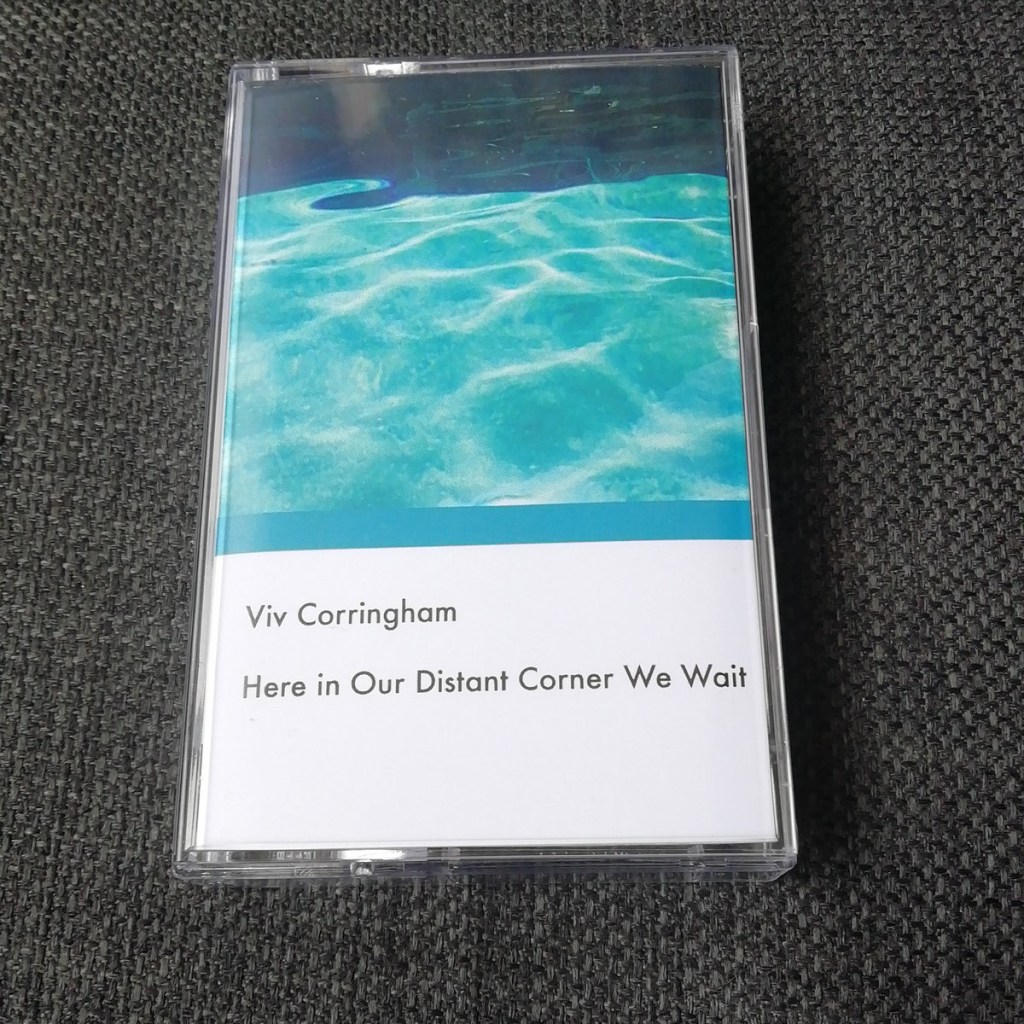 Viv Corringham
Here in Our Distant Corner We Wait